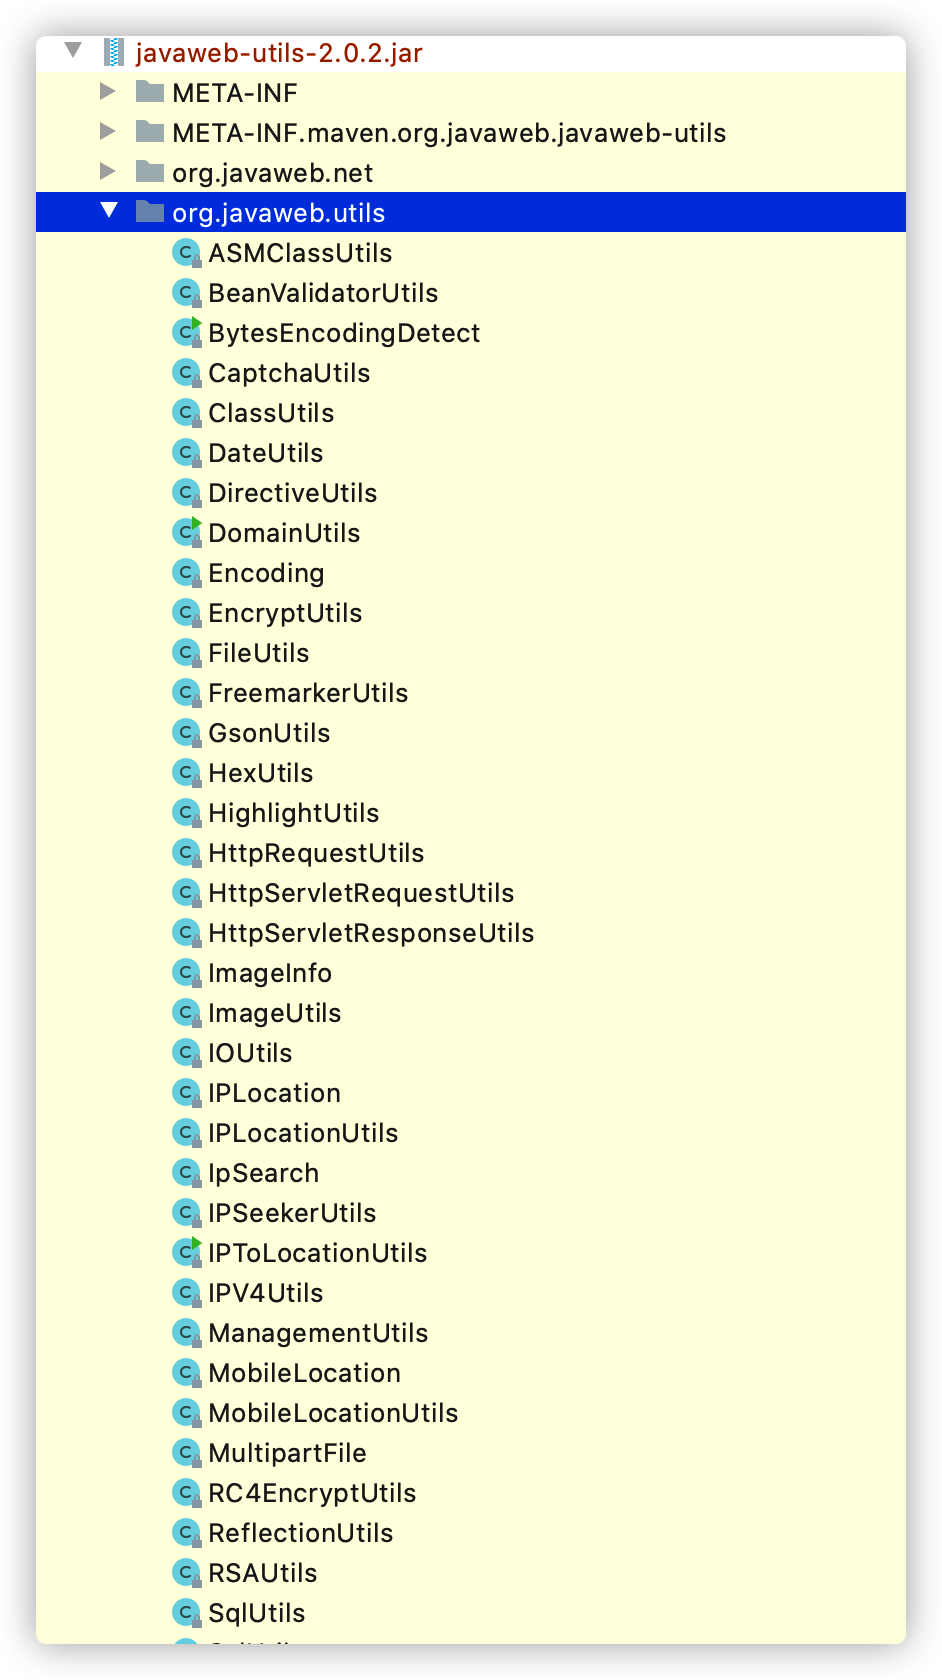 javaweb-utils-2.0.2.jar
META-INF
META-INF.maven.org.javaweb.javaweb-utils
org.javaweb.net
org.javaweb.utils
ASMClassUtils
BeanValidatorUtils
BytesEncodingDetect
CaptchaUtils
ClassUtils
DateUtils
DirectiveUtils
DomainUtils
Encoding
EncryptUtils
FileUtils
FreemarkerUtils
GsonUtils
HexUtils
HighlightUtils
HttpRequestUtils
HttpServletRequestUtils
HttpServletResponseUtils
ImageInfo
ImageUtils
IOUtils
IPLocation
IPLocationUtils
IpSearch
IPSeekerUtils
IPToLocationUtils
IPV4Utils
ManagementUtils
MobileLocation
MobileLocationUtils
MultipartFile
RC4EncryptUtils
ReflectionUtils
RSAUtils
SqlUtils